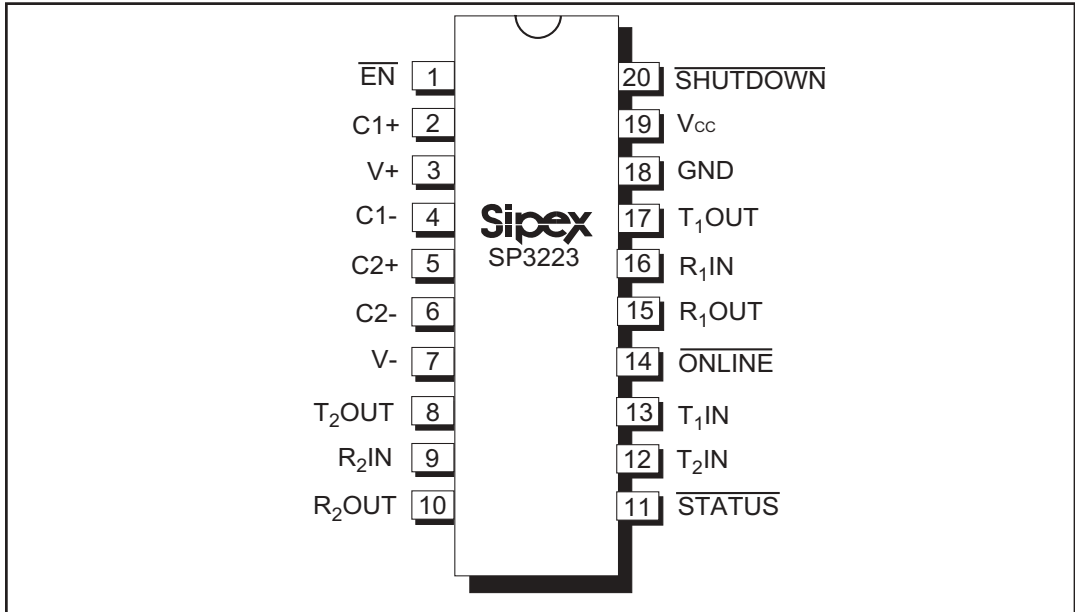 EN 1
C1+ 2
V+ 3
C1- 4
C2+ 5
C2- 6
V- 7
T2OUT 8
R2IN 9
R2OUT 10
Sipex
SP3223
20 SHUTDOWN
19 VCC
18 GND
17 T1OUT
16 R1IN
15 R1OUT
14 ONLINE
13 T1IN
12 T2IN
11 STATUS